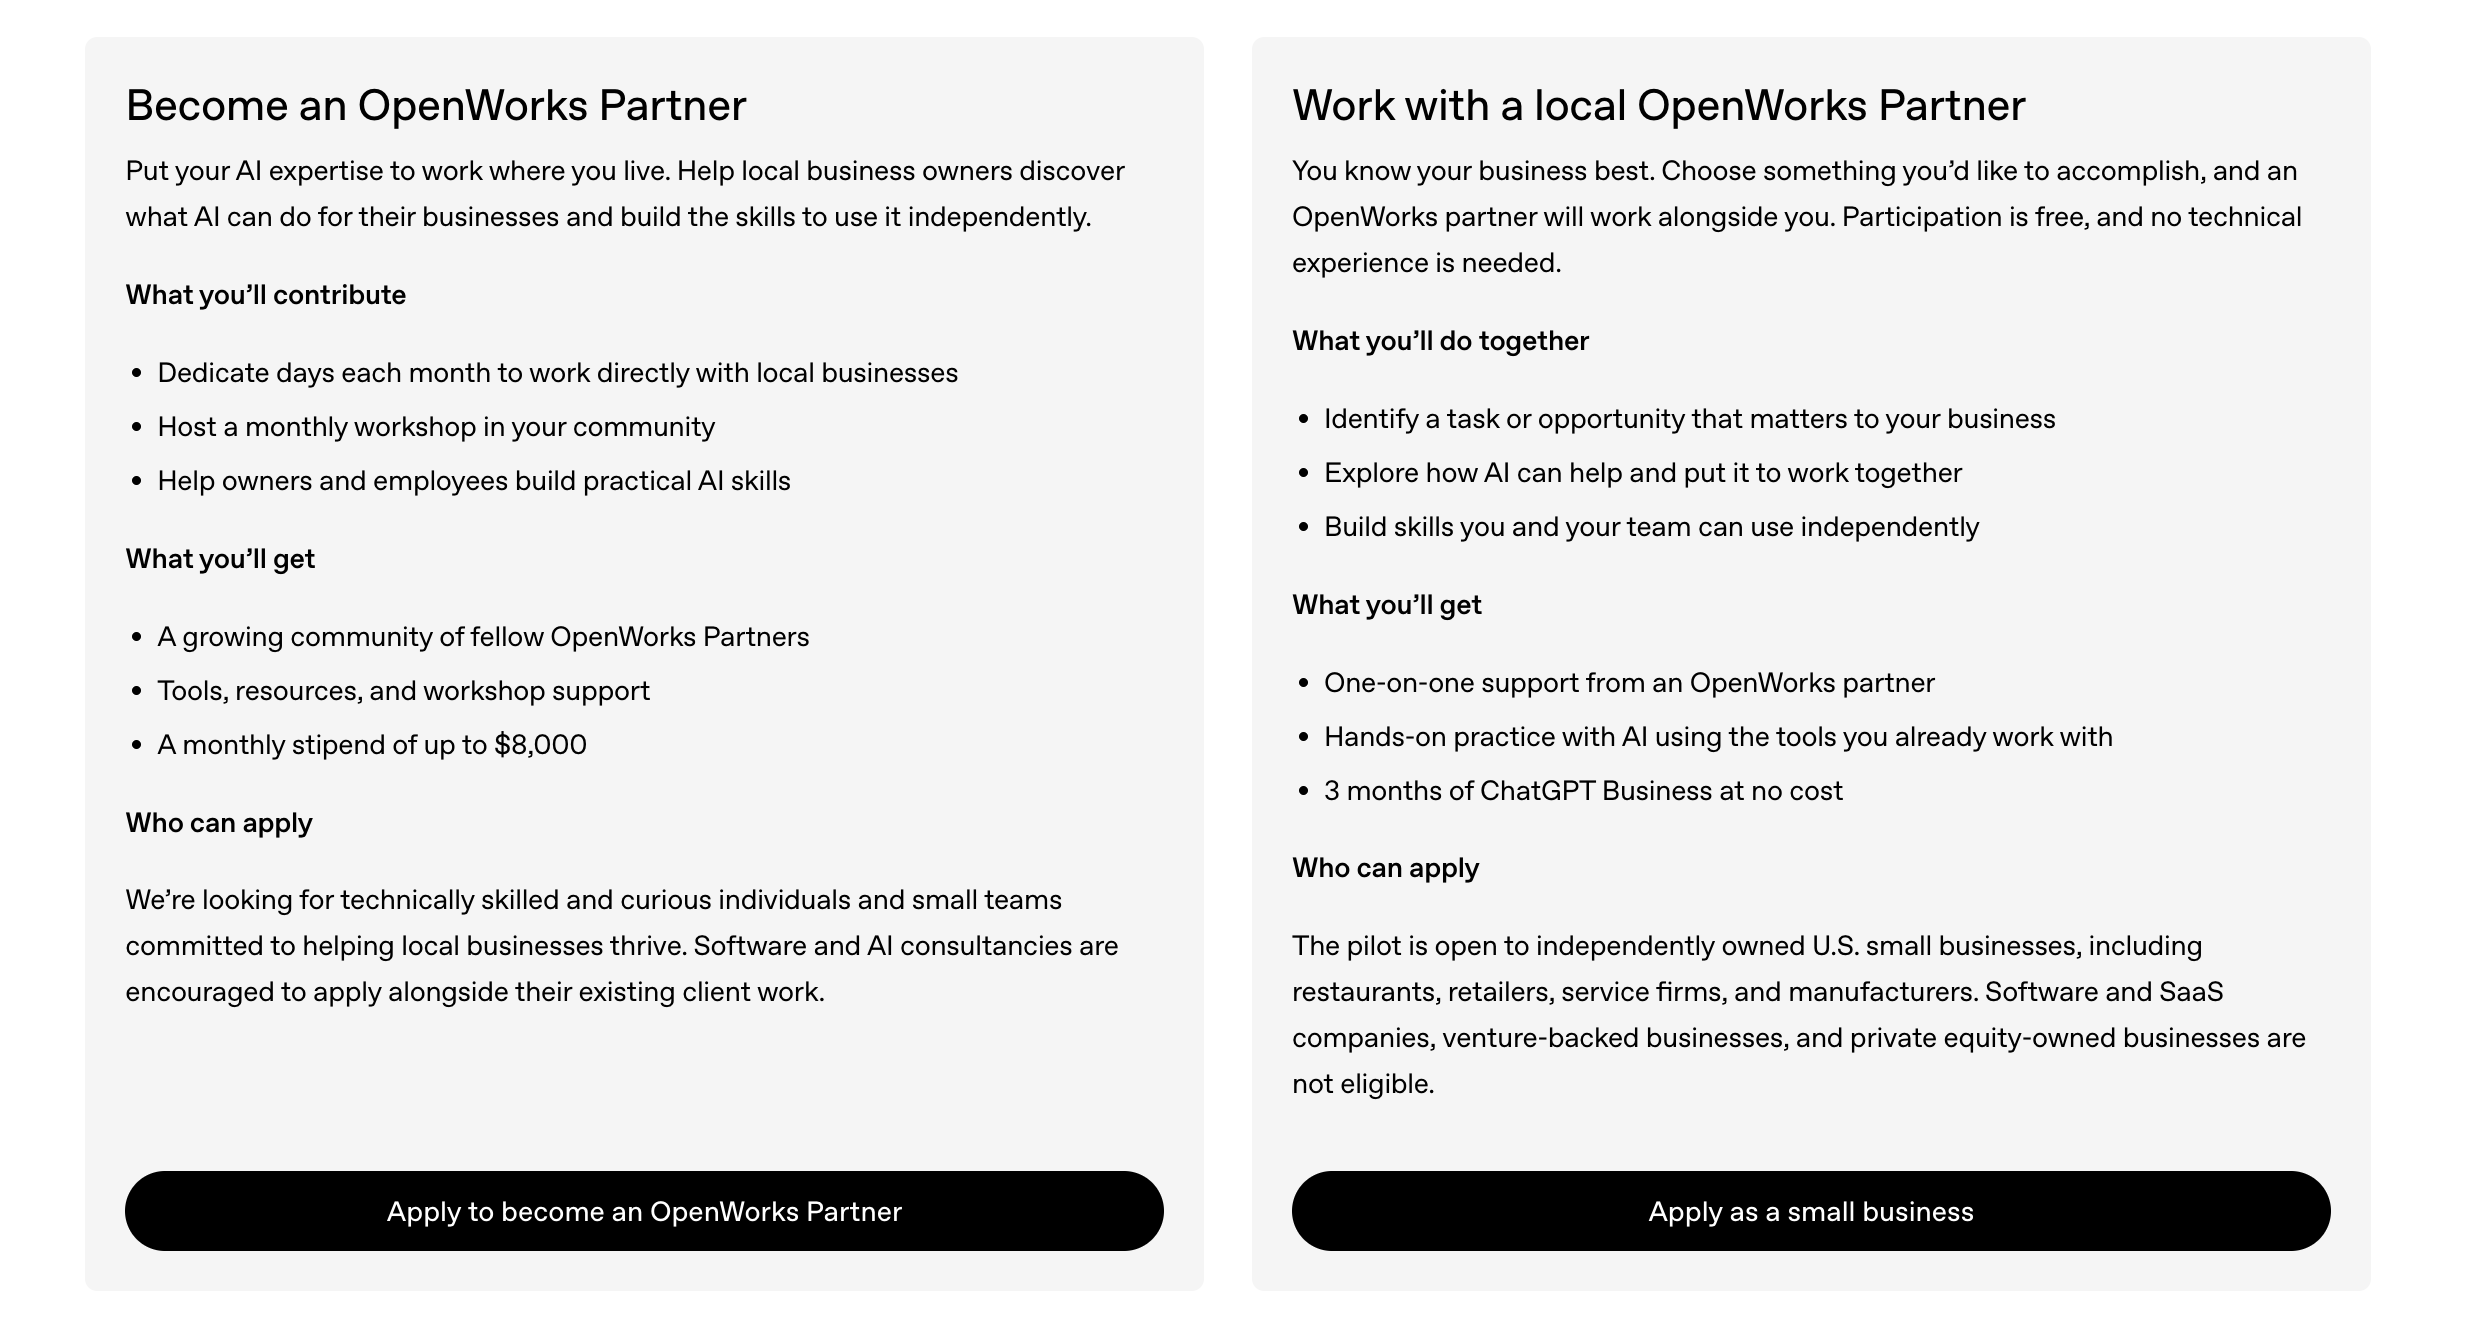 Become an OpenWorks Partner
Put your AI expertise to work where you live. Help local business owners discover
what AI can do for their businesses and build the skills to use it independently.
What you’ll contribute
• Dedicate days each month to work directly with local businesses
• Host a monthly workshop in your community
• Help owners and employees build practical AI skills
What you’ll get
• A growing community of fellow OpenWorks Partners
• Tools, resources, and workshop support
• A monthly stipend of up to $8,000
Who can apply
We’re looking for technically skilled and curious individuals and small teams
committed to helping local businesses thrive. Software and AI consultancies are
encouraged to apply alongside their existing client work.
Apply to become an OpenWorks Partner
Work with a local OpenWorks Partner
You know your business best. Choose something you’d like to accomplish, and an
OpenWorks partner will work alongside you. Participation is free, and no technical
experience is needed.
What you’ll do together
• Identify a task or opportunity that matters to your business
• Explore how AI can help and put it to work together
• Build skills you and your team can use independently
What you’ll get
• One-on-one support from an OpenWorks partner
• Hands-on practice with AI using the tools you already work with
• 3 months of ChatGPT Business at no cost
Who can apply
The pilot is open to independently owned U.S. small businesses, including
restaurants, retailers, service firms, and manufacturers. Software and SaaS
companies, venture-backed businesses, and private equity-owned businesses are
not eligible.
Apply as a small business